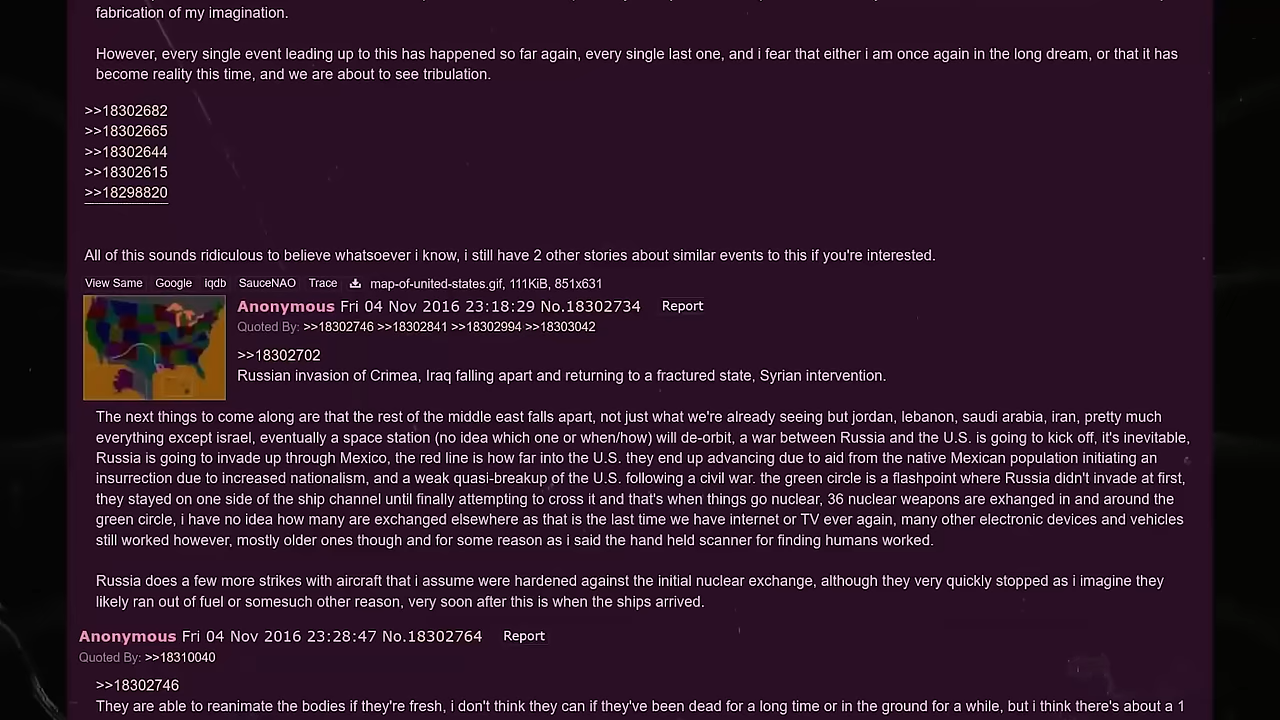 fabrication of my imagination.
However, every single event leading up to this has happened so far again, every single last one, and i fear that either i am once again in the long dream, or that it has
become reality this time, and we are about to see tribulation.
>>18302682
>>18302665
>>18302644
>>18302615
>>18298820
All of this sounds ridiculous to believe whatsoever i know, i still have 2 other stories about similar events to this if you're interested.
View Same Google iqdb SauceNAO Trace map-of-united-states.gif, 111KiB, 851x631
Anonymous Fri 04 Nov 2016 23:18:29 No.18302734 Report
Quoted By: >>18302746 >>18302841 >>18302994 >>18303042
>>18302702
Russian invasion of Crimea, Iraq falling apart and returning to a fractured state, Syrian intervention.
The next things to come along are that the rest of the middle east falls apart, not just what we're already seeing but jordan, lebanon, saudi arabia, iran, pretty much
everything except israel, eventually a space station (no idea which one or when/how) will de-orbit, a war between Russia and the U.S. is going to kick off, it's inevitable,
Russia is going to invade up through Mexico, the red line is how far into the U.S. they end up advancing due to aid from the native Mexican population initiating an
insurrection due to increased nationalism, and a weak quasi-breakup of the U.S. following a civil war. the green circle is a flashpoint where Russia didn't invade at first,
they stayed on one side of the ship channel until finally attempting to cross it and that's when things go nuclear, 36 nuclear weapons are exhanged in and around the
green circle, i have no idea how many are exchanged elsewhere as that is the last time we have internet or TV ever again, many other electronic devices and vehicles
still worked however, mostly older ones though and for some reason as i said the hand held scanner for finding humans worked.
Russia does a few more strikes with aircraft that i assume were hardened against the initial nuclear exchange, although they very quickly stopped as i imagine they
likely ran out of fuel or somesuch other reason, very soon after this is when the ships arrived.
Anonymous Fri 04 Nov 2016 23:28:47 No.18302764 Report
Quoted By: >>18310040
>>18302746
They are able to reanimate the bodies if they're fresh, i don't think they can if they've been dead for a long time or in the ground for a while, but i think there's about a 1